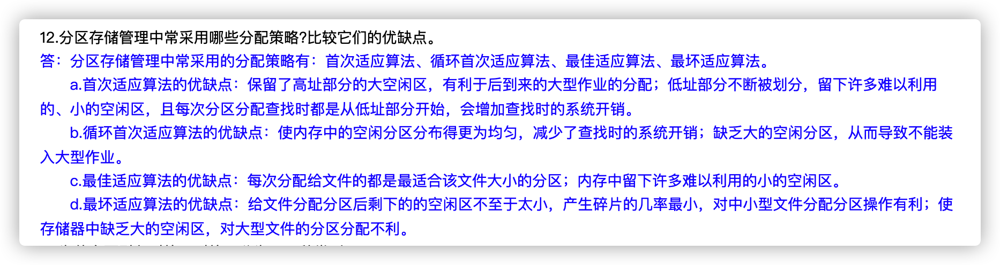 12.分区存储管理中常采用哪些分配策略?比较它们的优缺点。
答：分区存储管理中常采用的分配策略有：首次适应算法、循环首次适应算法、最佳适应算法、最坏适应算法。
a.首次适应算法的优缺点：保留了高址部分的大空闲区，有利于后到来的大型作业的分配；低址部分不断被划分，留下许多难以利用
的、小的空闲区，且每次分区分配查找时都是从低址部分开始，会增加查找时的系统开销。
b.循环首次适应算法的优缺点：使内存中的空闲分区分布得更为均匀，减少了查找时的系统开销；缺乏大的空闲分区，从而导致不能装
入大型作业。
c.最佳适应算法的优缺点：每次分配给文件的都是最适合该文件大小的分区；内存中留下许多难以利用的小的空闲区。
d.最坏适应算法的优缺点：给文件分配分区后剩下的的空闲区不至于太小，产生碎片的几率最小，对中小型文件分配分区操作有利；使
存储器中缺乏大的空闲区，对大型文件的分区分配不利。